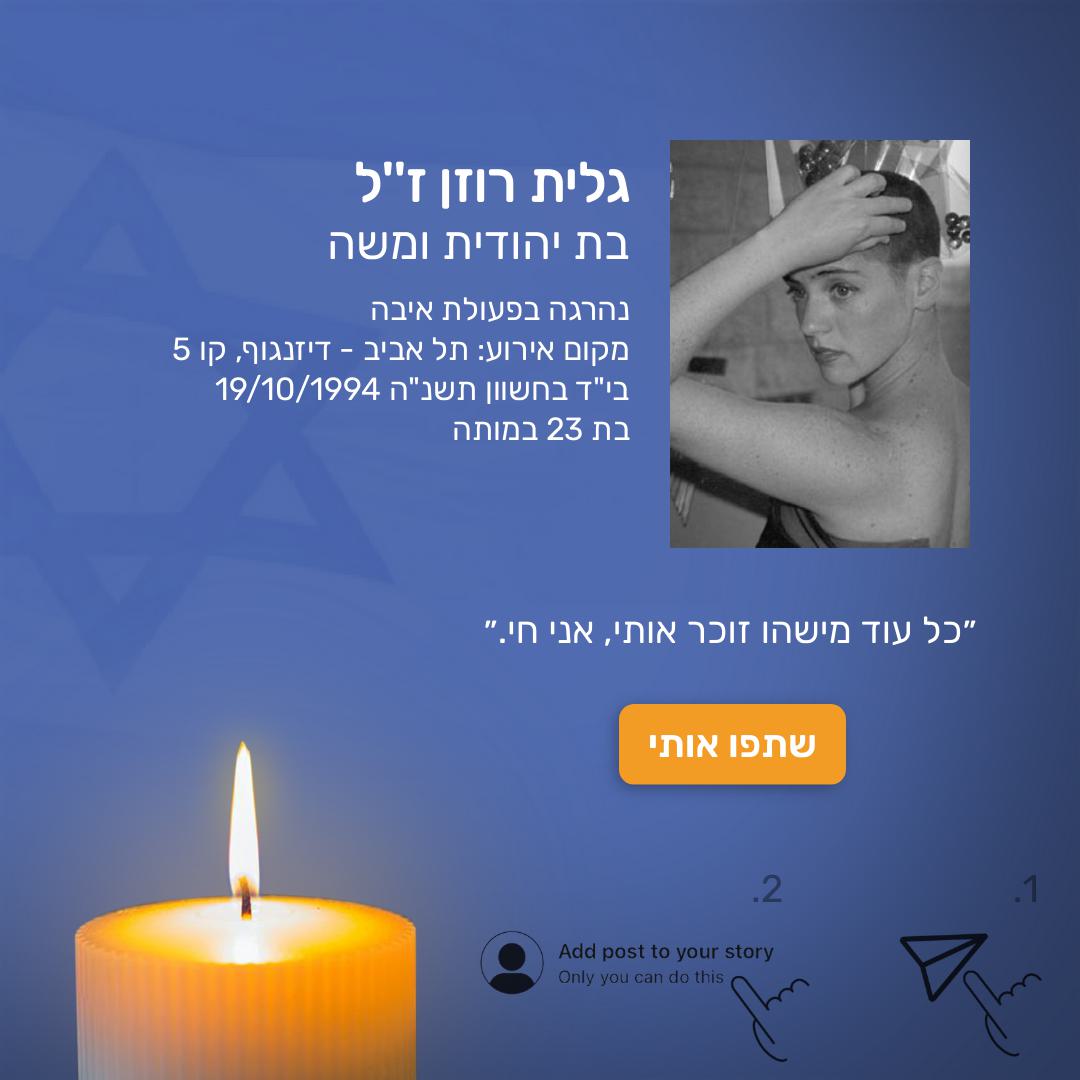 גלית רוזן ז"ל
בת יהודית ומשה
נהרגה בפעולת איבה
מקום אירוע: תל אביב - דיזנגוף, קו 5
בי"ד בחשוון תשנ"ה 19/10/1994
בת 23 במותה
"כל עוד מישהו זוכר אותי, אני חי."
שתפו אותי
.1
.2
Add post to your story
Only you can do this